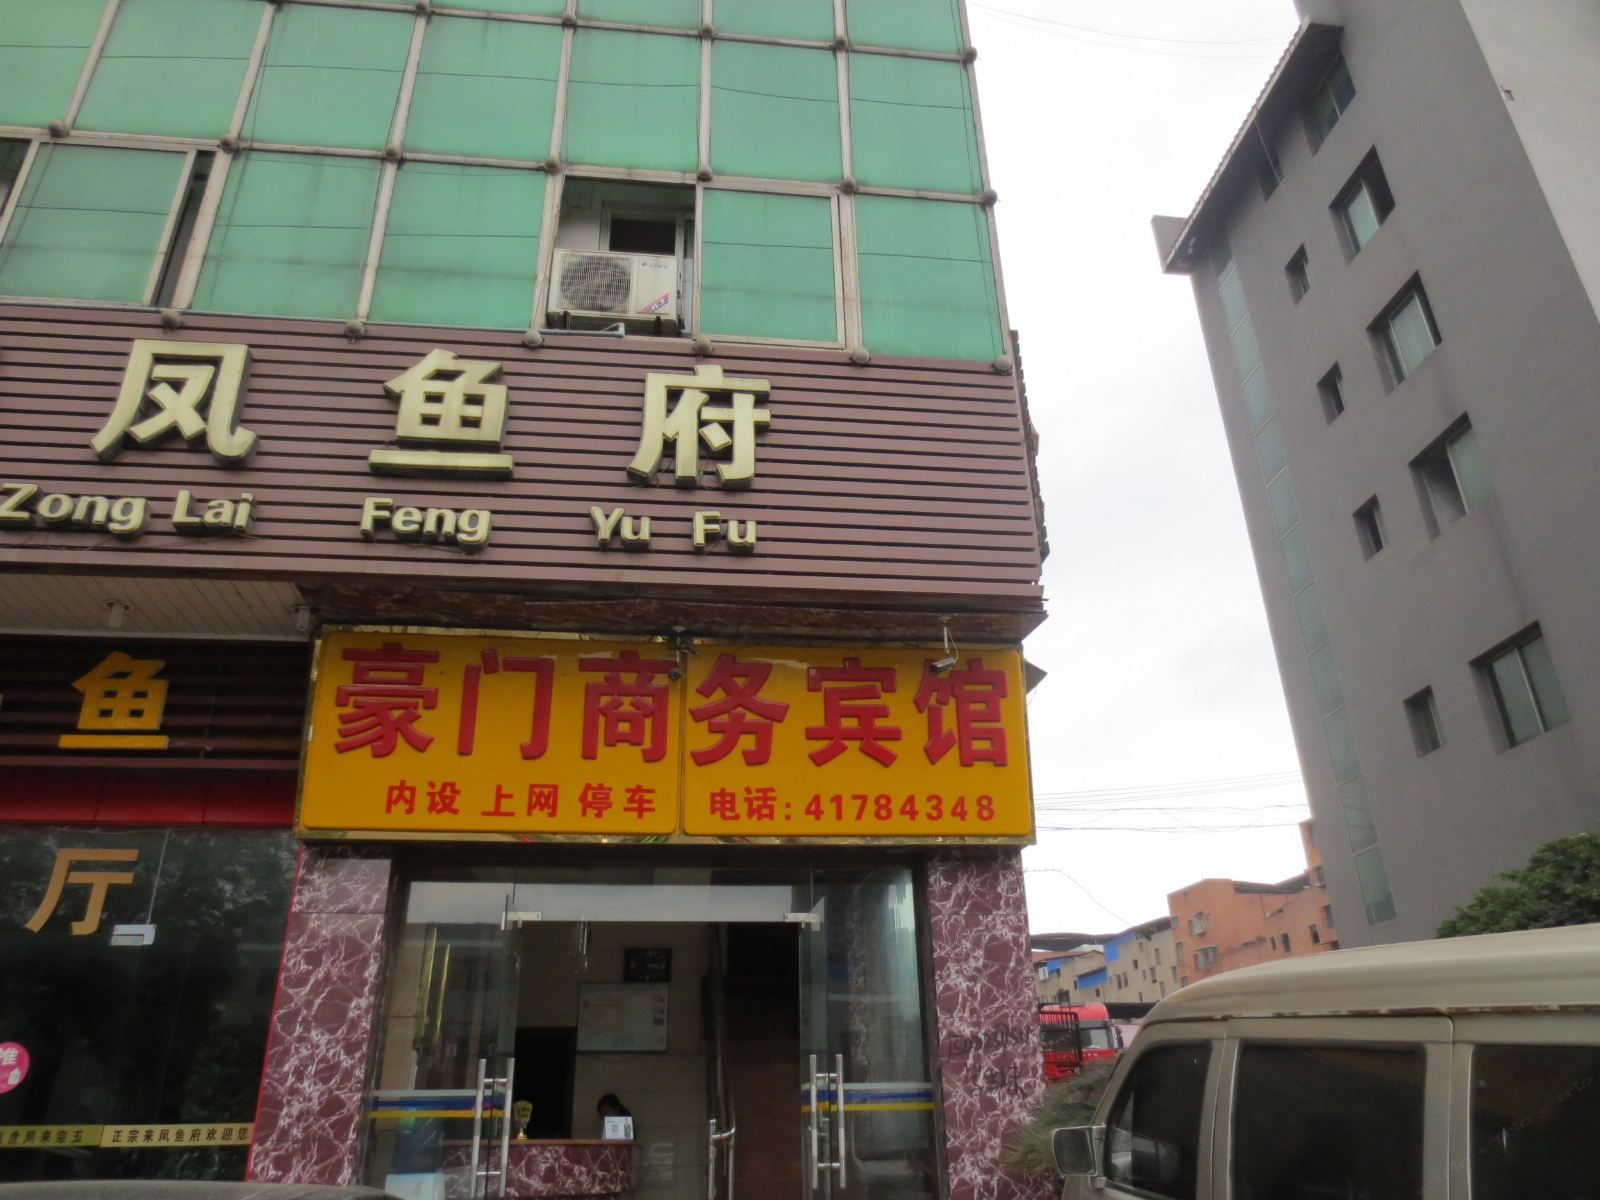 凤鱼府
Zong Lai Feng Yu Fu
鱼
豪门商务宾馆
内设 上网 停车 电话:41784348
厅
正宗来凤鱼府欢迎您